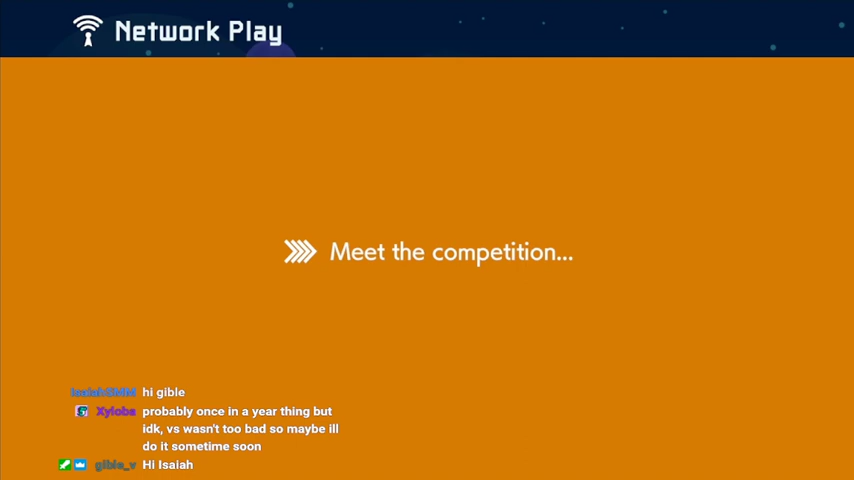 Network Play
Meet the competition...
IsaiahSMM hi gible
Xyloba probably once in a year thing but
idk, vs wasn't too bad so maybe ill
do it sometime soon
gible_v Hi Isaiah